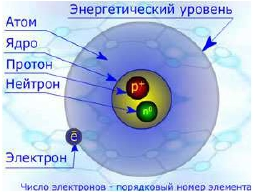 Энергетический уровень
Атом
Ядро
Протон
Нейтрон
p+
n0
ē
Электрон
Число электронов - порядковый номер элемента